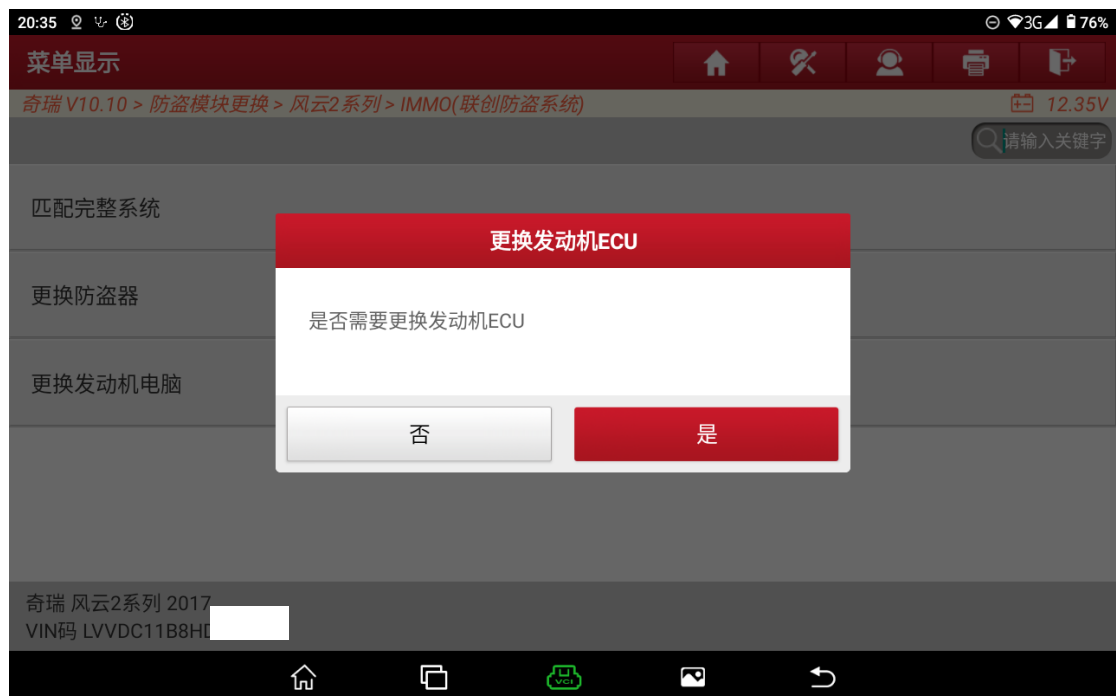 20:35
3G 76%
菜单显示
奇瑞 V10.10 > 防盗模块更换 > 风云2系列 > IMMO(联创防盗系统)
12.35V
请输入关键字
匹配完整系统
更换发动机ECU
更换防盗器
是否需要更换发动机ECU
更换发动机电脑
否
是
奇瑞 风云2系列 2017
VIN码 LVVDC11B8HD
VCI